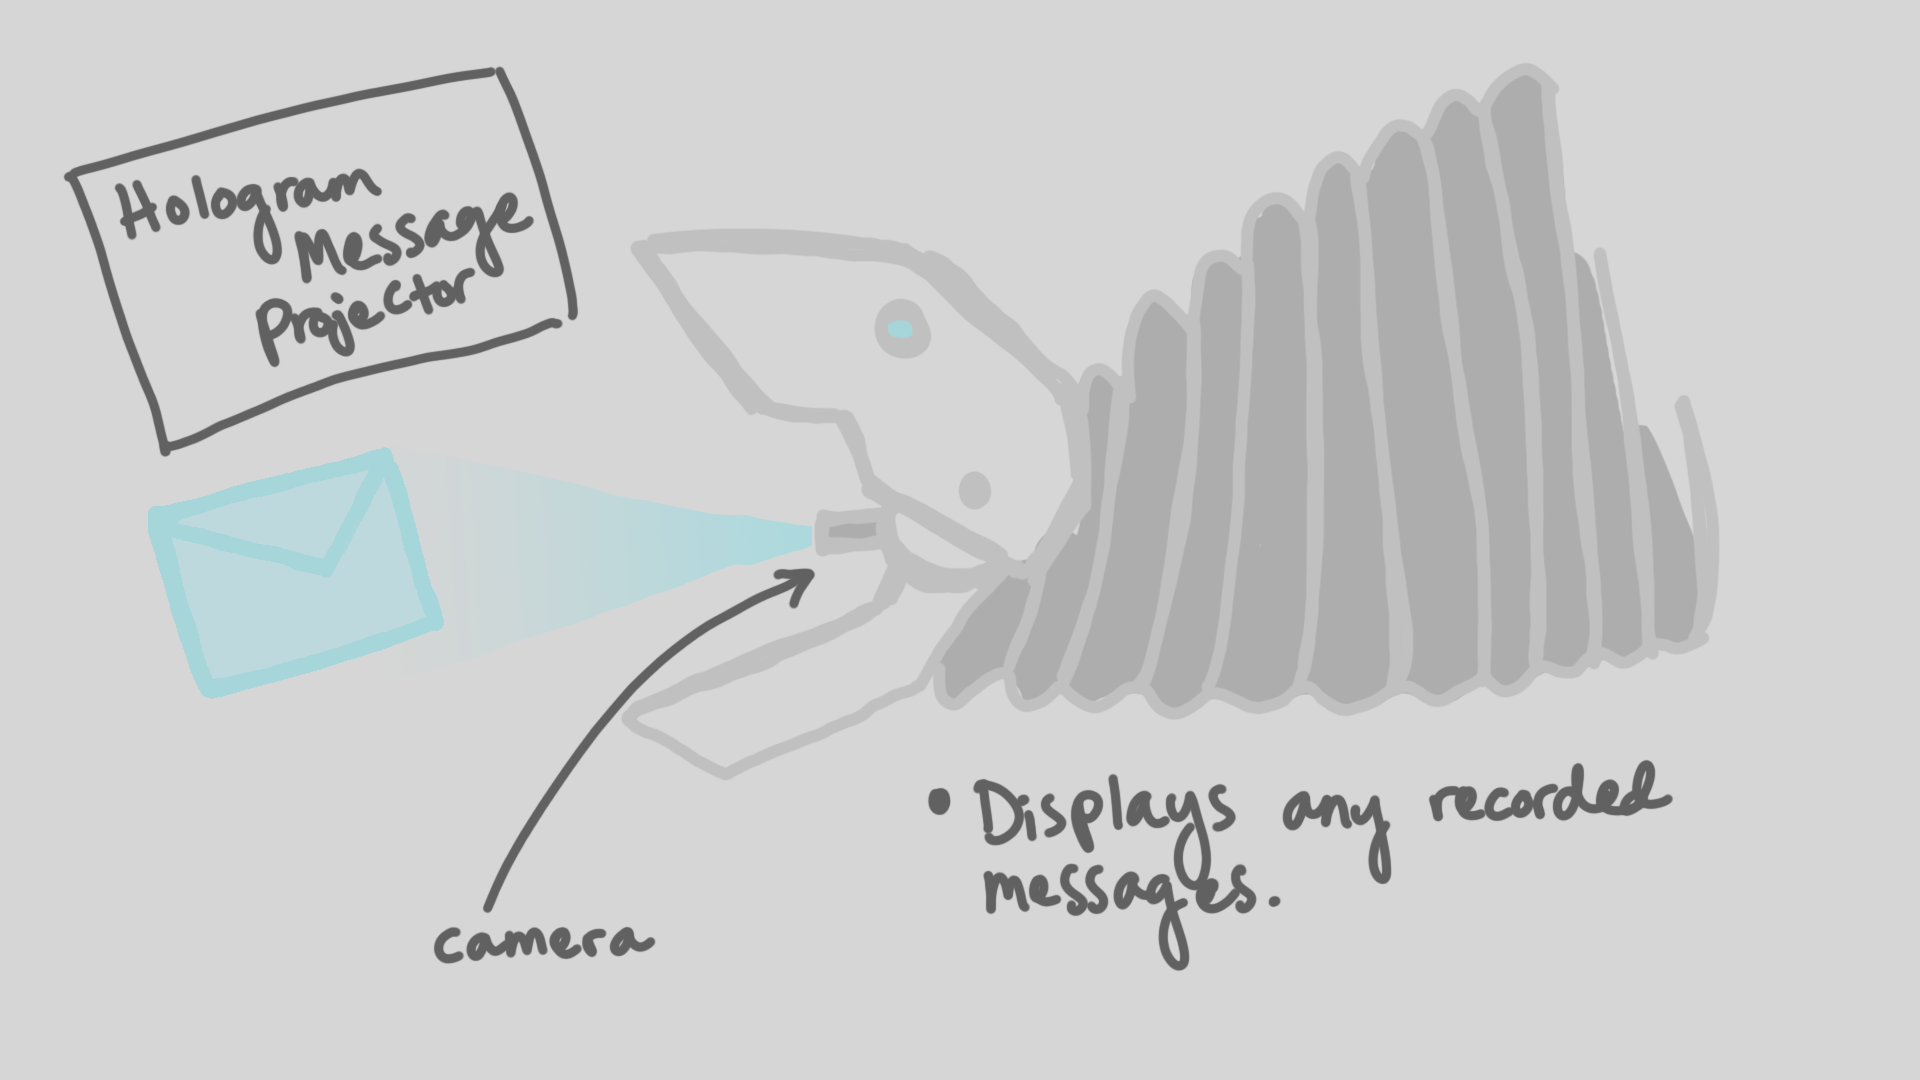 Hologram
Message
Projector
camera
• Displays any recorded
messages.